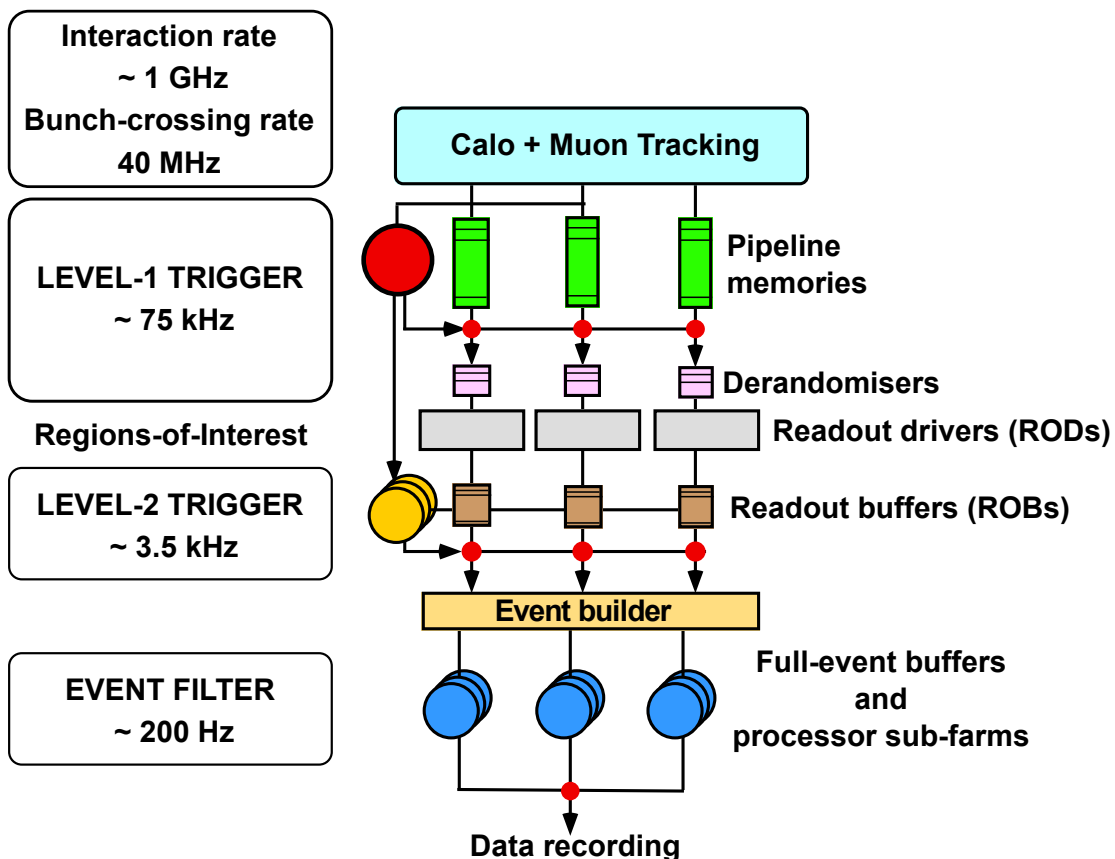 Interaction rate
~ 1 GHz
Bunch-crossing rate
40 MHz
Calo + Muon Tracking
LEVEL-1 TRIGGER
~ 75 kHz
Pipeline
memories
Derandomisers
Readout drivers (RODs)
Regions-of-Interest
LEVEL-2 TRIGGER
~ 3.5 kHz
Readout buffers (ROBs)
Event builder
EVENT FILTER
~ 200 Hz
Full-event buffers
and
processor sub-farms
Data recording